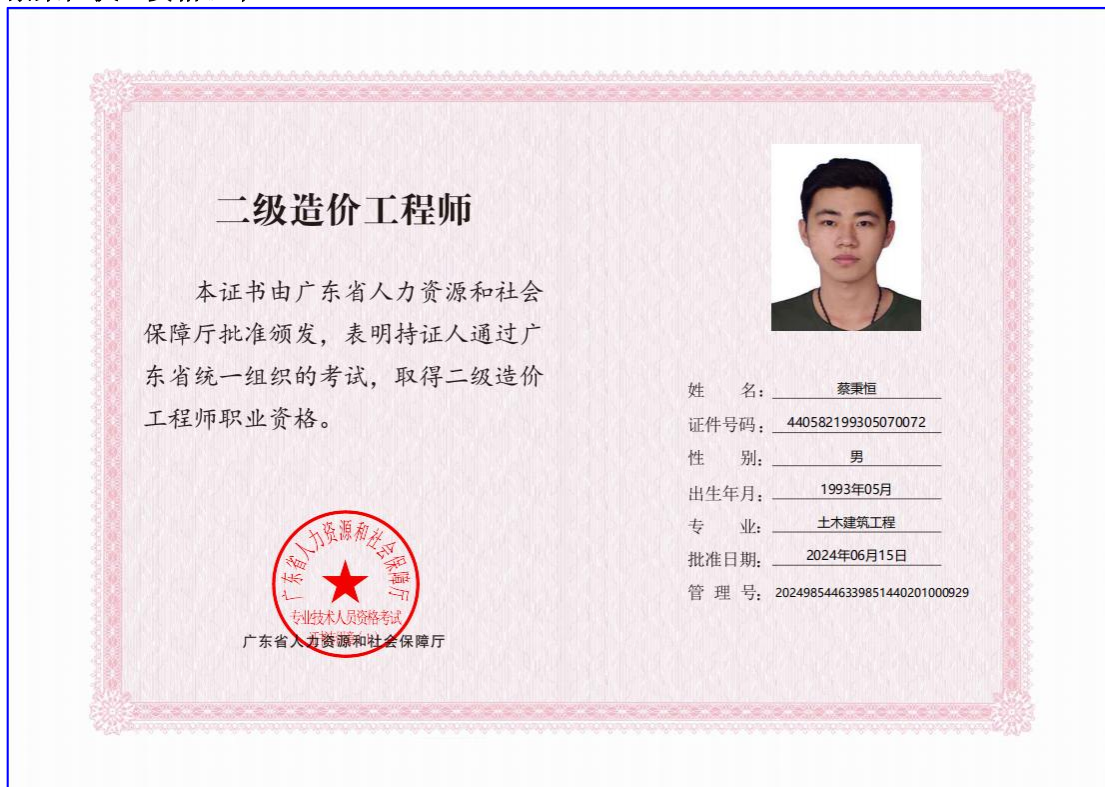 二级造价工程师
本证书由广东省人力资源和社会
保障厅批准颁发，表明持证人通过广
东省统一组织的考试，取得二级造价
工程师职业资格。
广东省人力资源和社会保障厅
专业技术人员资格考试
广东省人力资源和社会保障厅
姓 名：蔡秉恒
证件号码：440582199305070072
性 别：男
出生年月：1993年05月
专 业：土木建筑工程
批准日期：2024年06月15日
管 理 号：2024985446339851440201000929